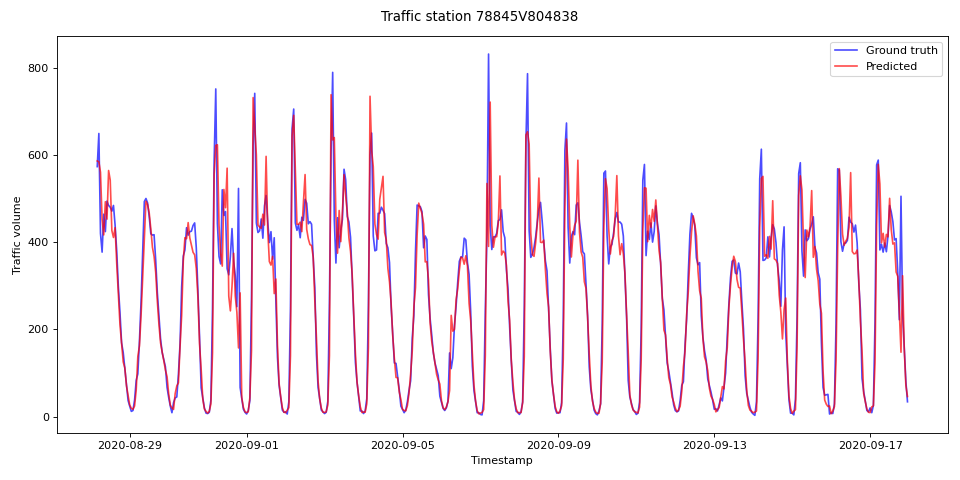 Traffic station 78845V804838
Ground truth
Predicted
Traffic volume
800
600
400
200
0
2020-08-29
2020-09-01
2020-09-05
2020-09-09
2020-09-13
2020-09-17
Timestamp